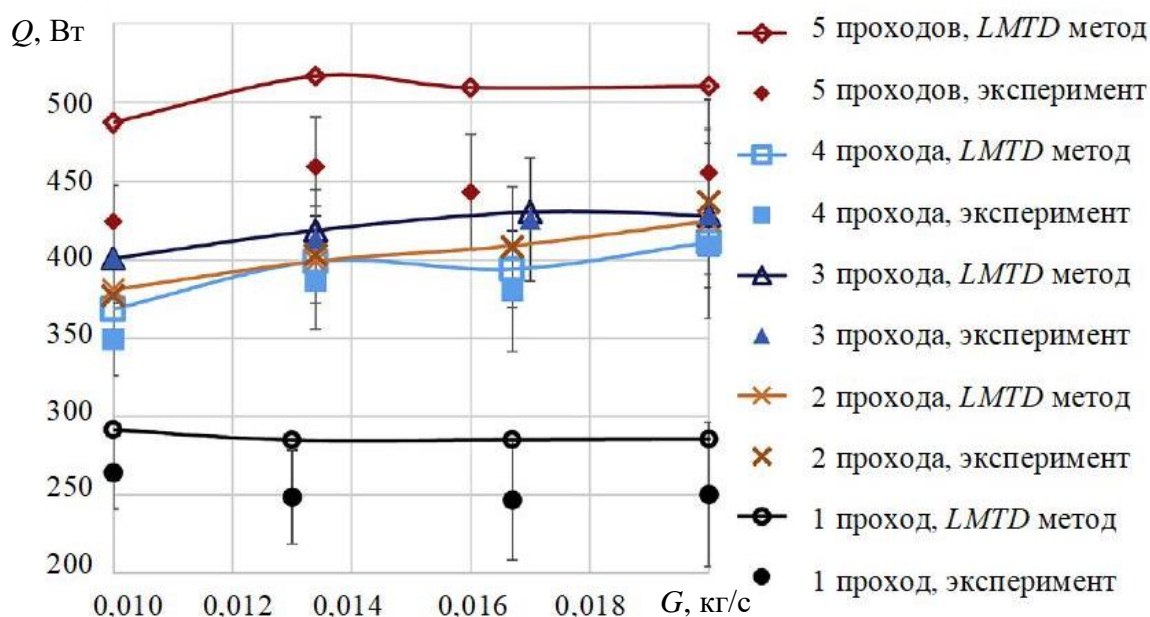 Q, Вт
500
450
400
350
300
250
200
0,010
0,012
0,014
0,016
0,018
G, кг/с
5 проходов, LMTD метод
5 проходов, эксперимент
4 прохода, LMTD метод
4 прохода, эксперимент
3 прохода, LMTD метод
3 прохода, эксперимент
2 прохода, LMTD метод
2 прохода, эксперимент
1 проход, LMTD метод
1 проход, эксперимент